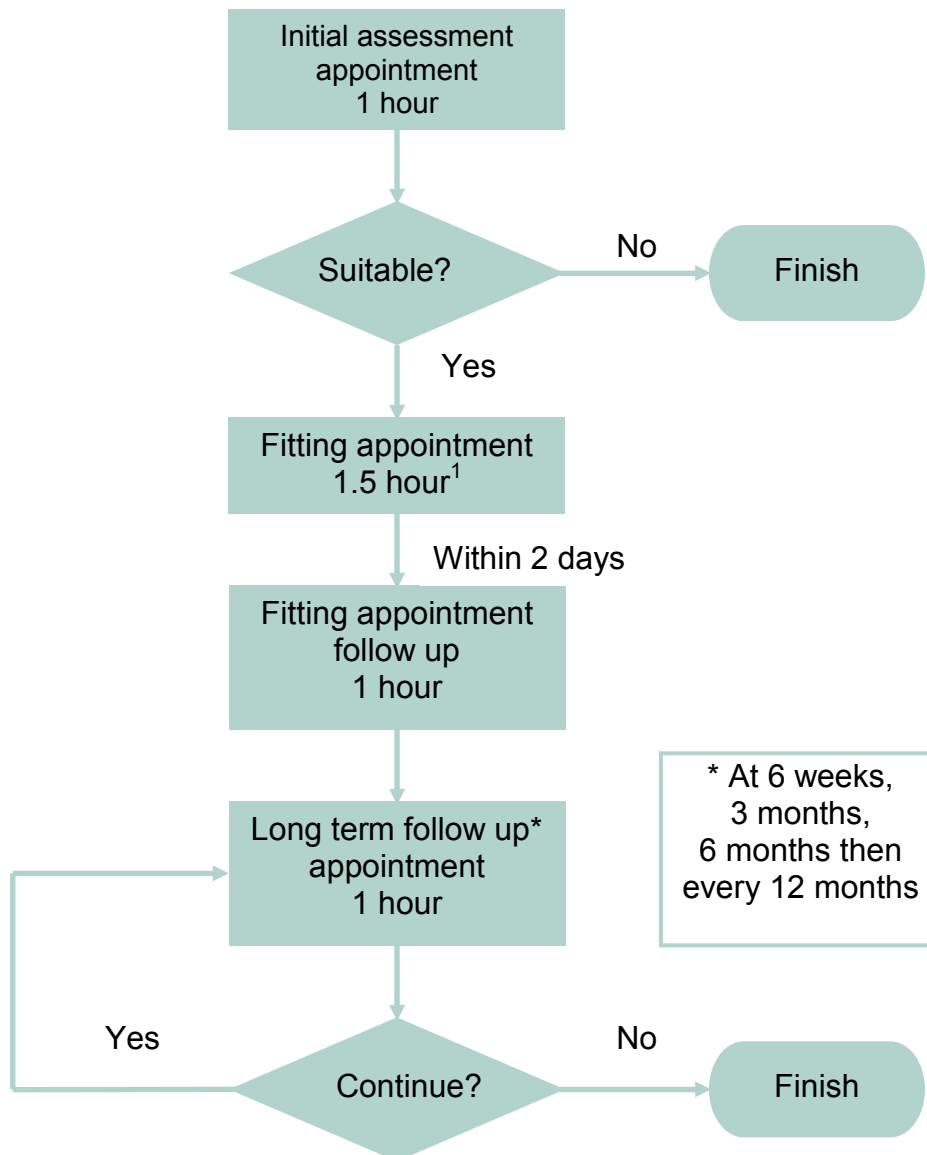 Initial assessment
appointment
1 hour
Suitable?
No
Finish
Yes
Fitting appointment
1.5 hour¹
Within 2 days
Fitting appointment
follow up
1 hour
Long term follow up*
appointment
1 hour
* At 6 weeks,
3 months,
6 months then
every 12 months
Yes
Continue?
No
Finish